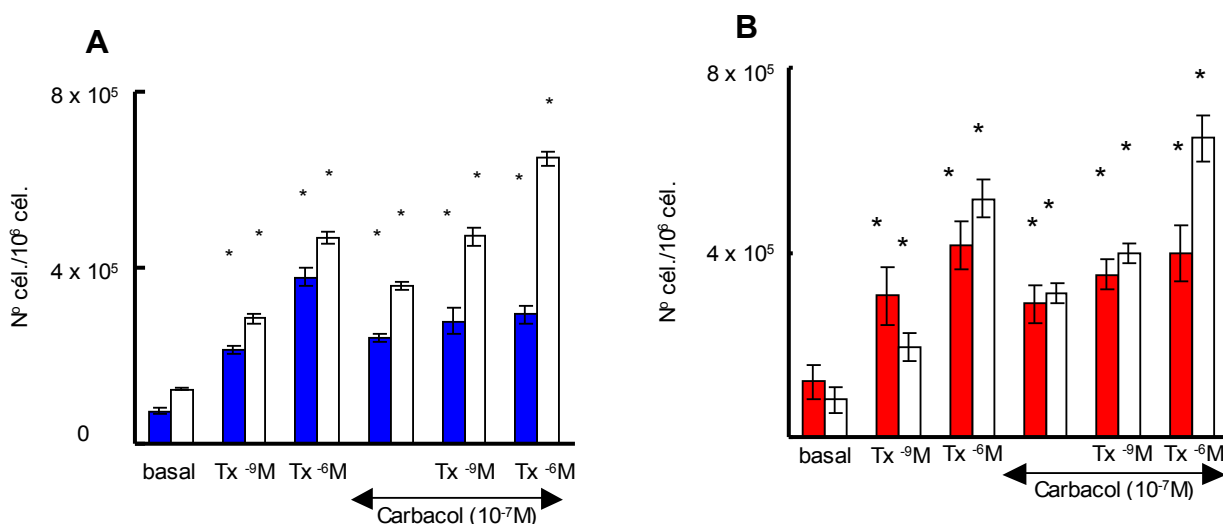 A
8 x 10⁵
4 x 10⁵
0
Nº cél./10⁶ cél.
* * * * * * * * * *
basal Tx ⁻⁹M Tx ⁻⁶M Tx ⁻⁹M Tx ⁻⁶M
Carbacol (10⁻⁷M)
B
8 x 10⁵
4 x 10⁵
Nº cél./10⁶ cél.
* * * * * * * * * *
basal Tx ⁻⁹M Tx ⁻⁶M Tx ⁻⁹M Tx ⁻⁶M
Carbacol (10⁻⁷M)